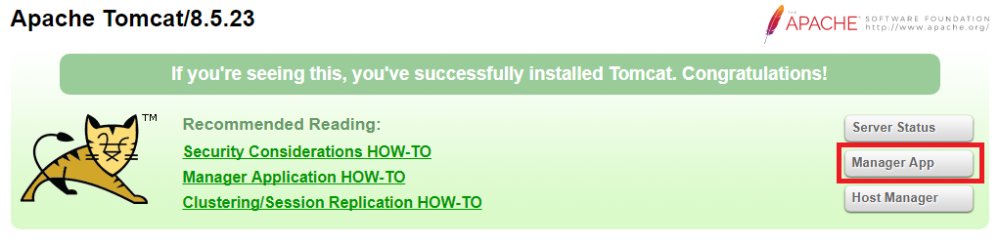 Apache Tomcat/8.5.23
THE
APACHE
SOFTWARE FOUNDATION
http://www.apache.org/
If you're seeing this, you've successfully installed Tomcat. Congratulations!
TM
Recommended Reading:
Security Considerations HOW-TO
Manager Application HOW-TO
Clustering/Session Replication HOW-TO
Server Status
Manager App
Host Manager